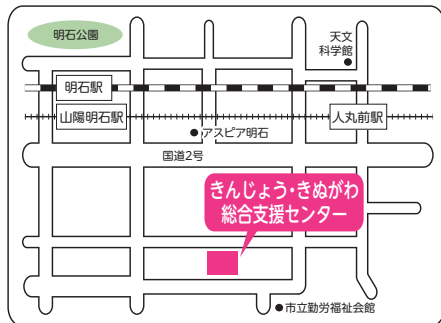 明石公園
天文
科学館
明石駅
山陽明石駅
人丸前駅
アスピア明石
国道2号
きんじょう・きぬがわ
総合支援センター
市立勤労福祉会館